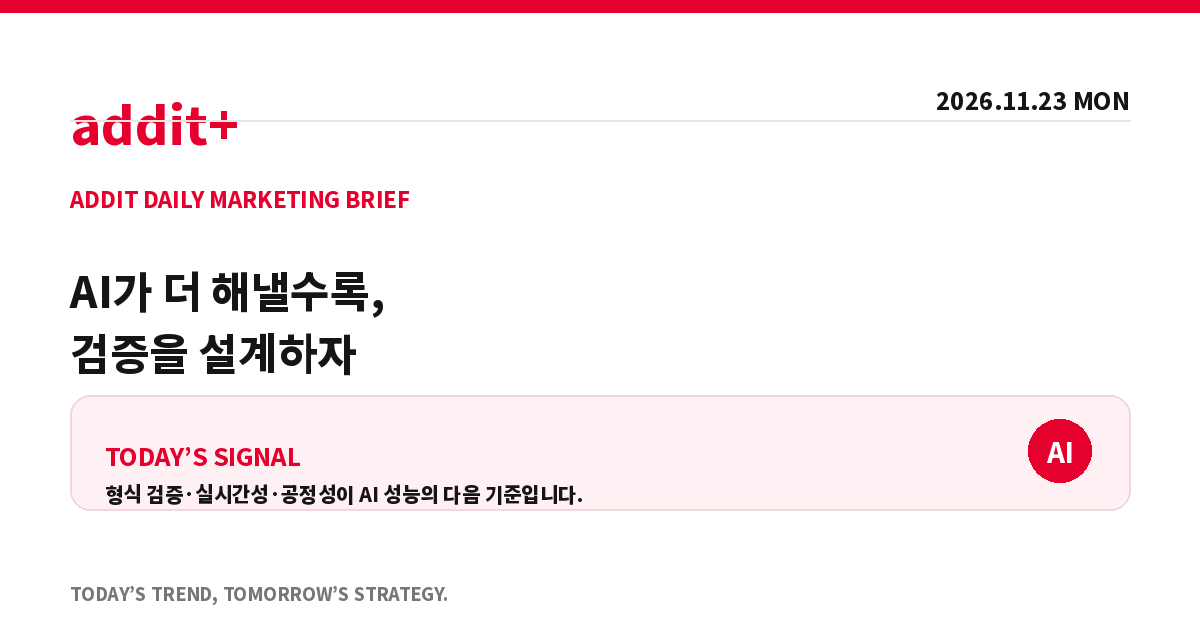 addit+
2026.11.23 MON
ADDIT DAILY MARKETING BRIEF
AI가 더 해낼수록,
검증을 설계하자
TODAY’S SIGNAL
AI
형식 검증·실시간성·공정성이 AI 성능의 다음 기준입니다.
TODAY’S TREND, TOMORROW’S STRATEGY.